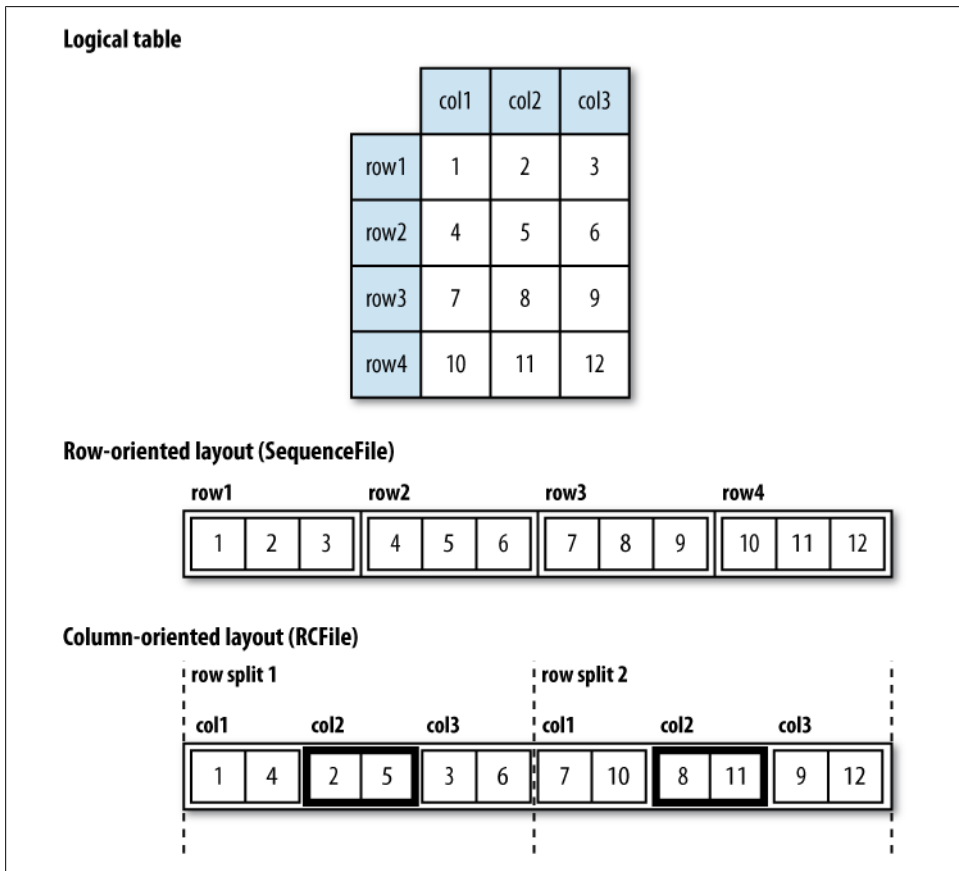 Logical table
col1 col2 col3
row1 1 2 3
row2 4 5 6
row3 7 8 9
row4 10 11 12
Row-oriented layout (SequenceFile)
row1 row2 row3 row4
1 2 3 4 5 6 7 8 9 10 11 12
Column-oriented layout (RCFile)
row split 1 row split 2
col1 col2 col3 col1 col2 col3
1 4 2 5 3 6 7 10 8 11 9 12